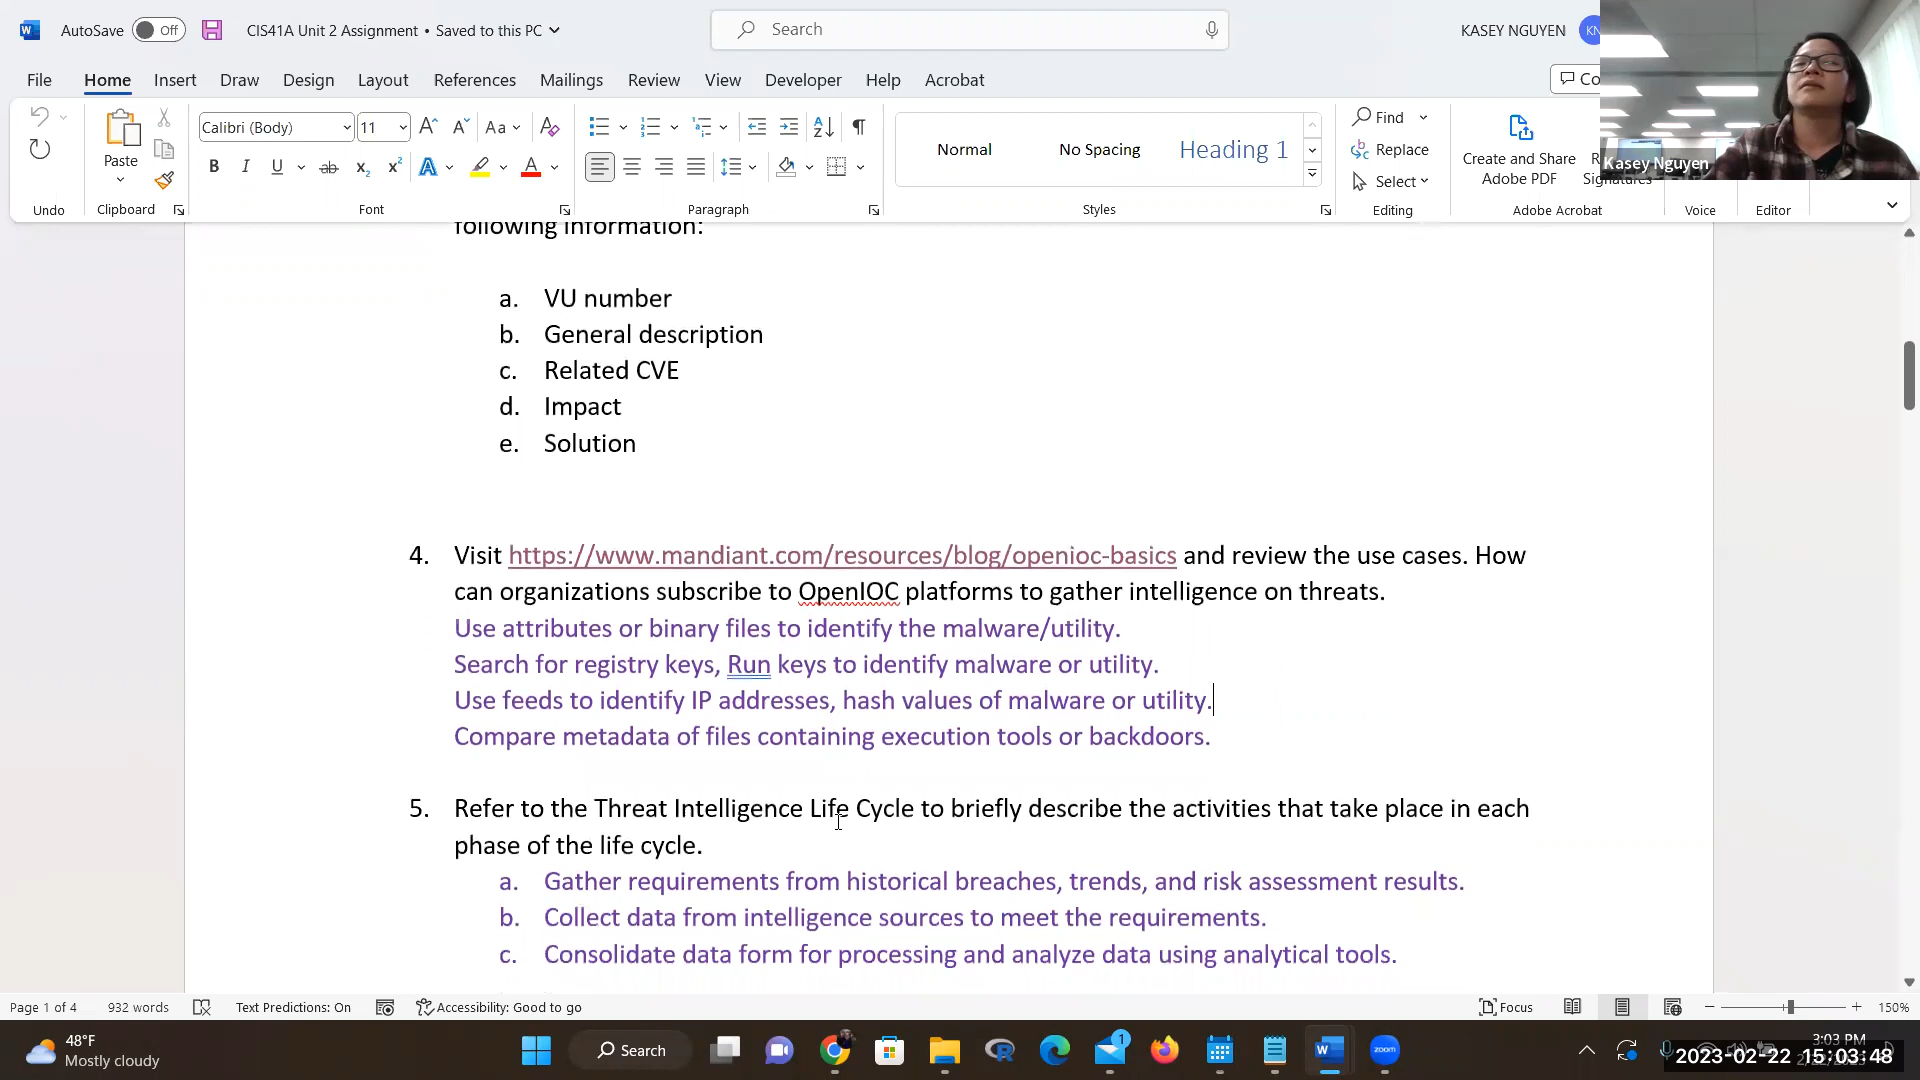 AutoSave Off CIS41A Unit 2 Assignment • Saved to this PC Search KASEY NGUYEN KN
File Home Insert Draw Design Layout References Mailings Review View Developer Help Acrobat Co
Calibri (Body) 11 Aa
Paste
Normal No Spacing Heading 1
Find
Replace
Select
Create and Share
Adobe PDF
Signatures
Kasey Nguyen
Undo Clipboard Font Paragraph Styles Editing Adobe Acrobat Voice Editor
following information:
a. VU number
b. General description
c. Related CVE
d. Impact
e. Solution
4. Visit https://www.mandiant.com/resources/blog/openioc-basics and review the use cases. How
can organizations subscribe to OpenIOC platforms to gather intelligence on threats.
Use attributes or binary files to identify the malware/utility.
Search for registry keys, Run keys to identify malware or utility.
Use feeds to identify IP addresses, hash values of malware or utility.
Compare metadata of files containing execution tools or backdoors.
5. Refer to the Threat Intelligence Life Cycle to briefly describe the activities that take place in each
phase of the life cycle.
a. Gather requirements from historical breaches, trends, and risk assessment results.
b. Collect data from intelligence sources to meet the requirements.
c. Consolidate data form for processing and analyze data using analytical tools.
Page 1 of 4 932 words Text Predictions: On Accessibility: Good to go Focus 150%
48°F
Mostly cloudy
Search
1
zoom
3:03 PM
2023-02-22 15:03:48